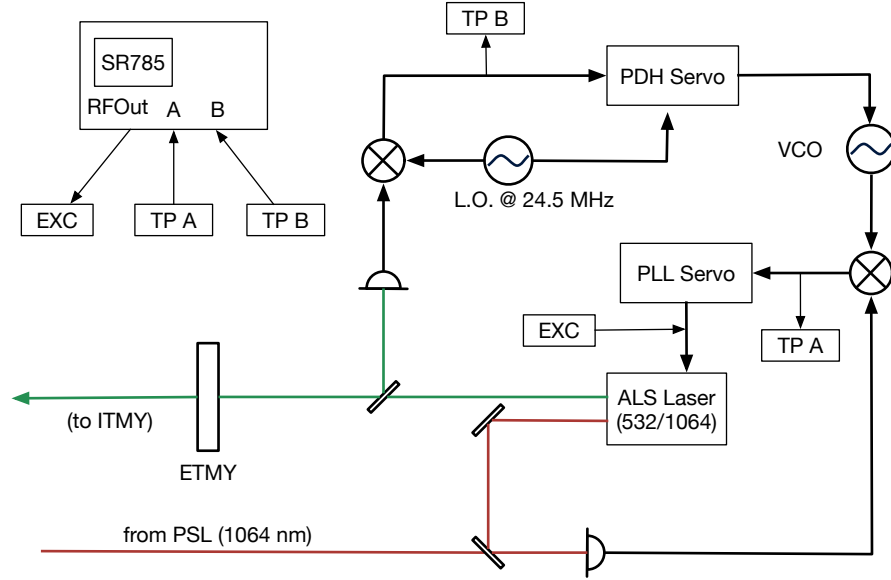 TP B
SR785
RFOut A B
PDH Servo
VCO
L.O. @ 24.5 MHz
EXC
TP A
TP B
PLL Servo
EXC
TP A
ALS Laser
(532/1064)
(to ITMY)
ETMY
from PSL (1064 nm)